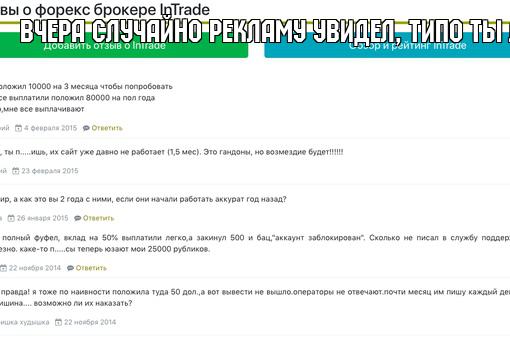 вы о форекс брокере InTrade
ВЧЕРА СЛУЧАЙНО РЕКЛАМУ УВИДЕЛ, ТИПО ТЫ
Добавить отзыв о InTrade
Обзор и рейтинг InTrade
оложил 10000 на 3 месяца чтобы попробовать
се выплатили положил 80000 на пол года
о,мне все выплачивают
ий 4 февраля 2015 Ответить
, ты п.....ишь, их сайт уже давно не работает (1,5 мес). Это гандоны, но возмездие будет!!!!!!
ий 23 февраля 2015
ир, а как это вы 2 года с ними, если они начали работать аккурат год назад?
а 26 января 2015 Ответить
полный фуфел, вклад на 50% выплатили легко,а закинул 500 и бац,"аккаунт заблокирован". Сколько не писал в службу поддер
езно. каке-то п.....сы теперь юзают мои 25000 рубликов.
22 ноября 2014 Ответить
правда! я тоже по наивности положила туда 50 дол.,а вот вывести не вышло.операторы не отвечают.почти месяц им пишу каждый де
ишина.... возможно ли их наказать?
ишка худышка 22 ноября 2014